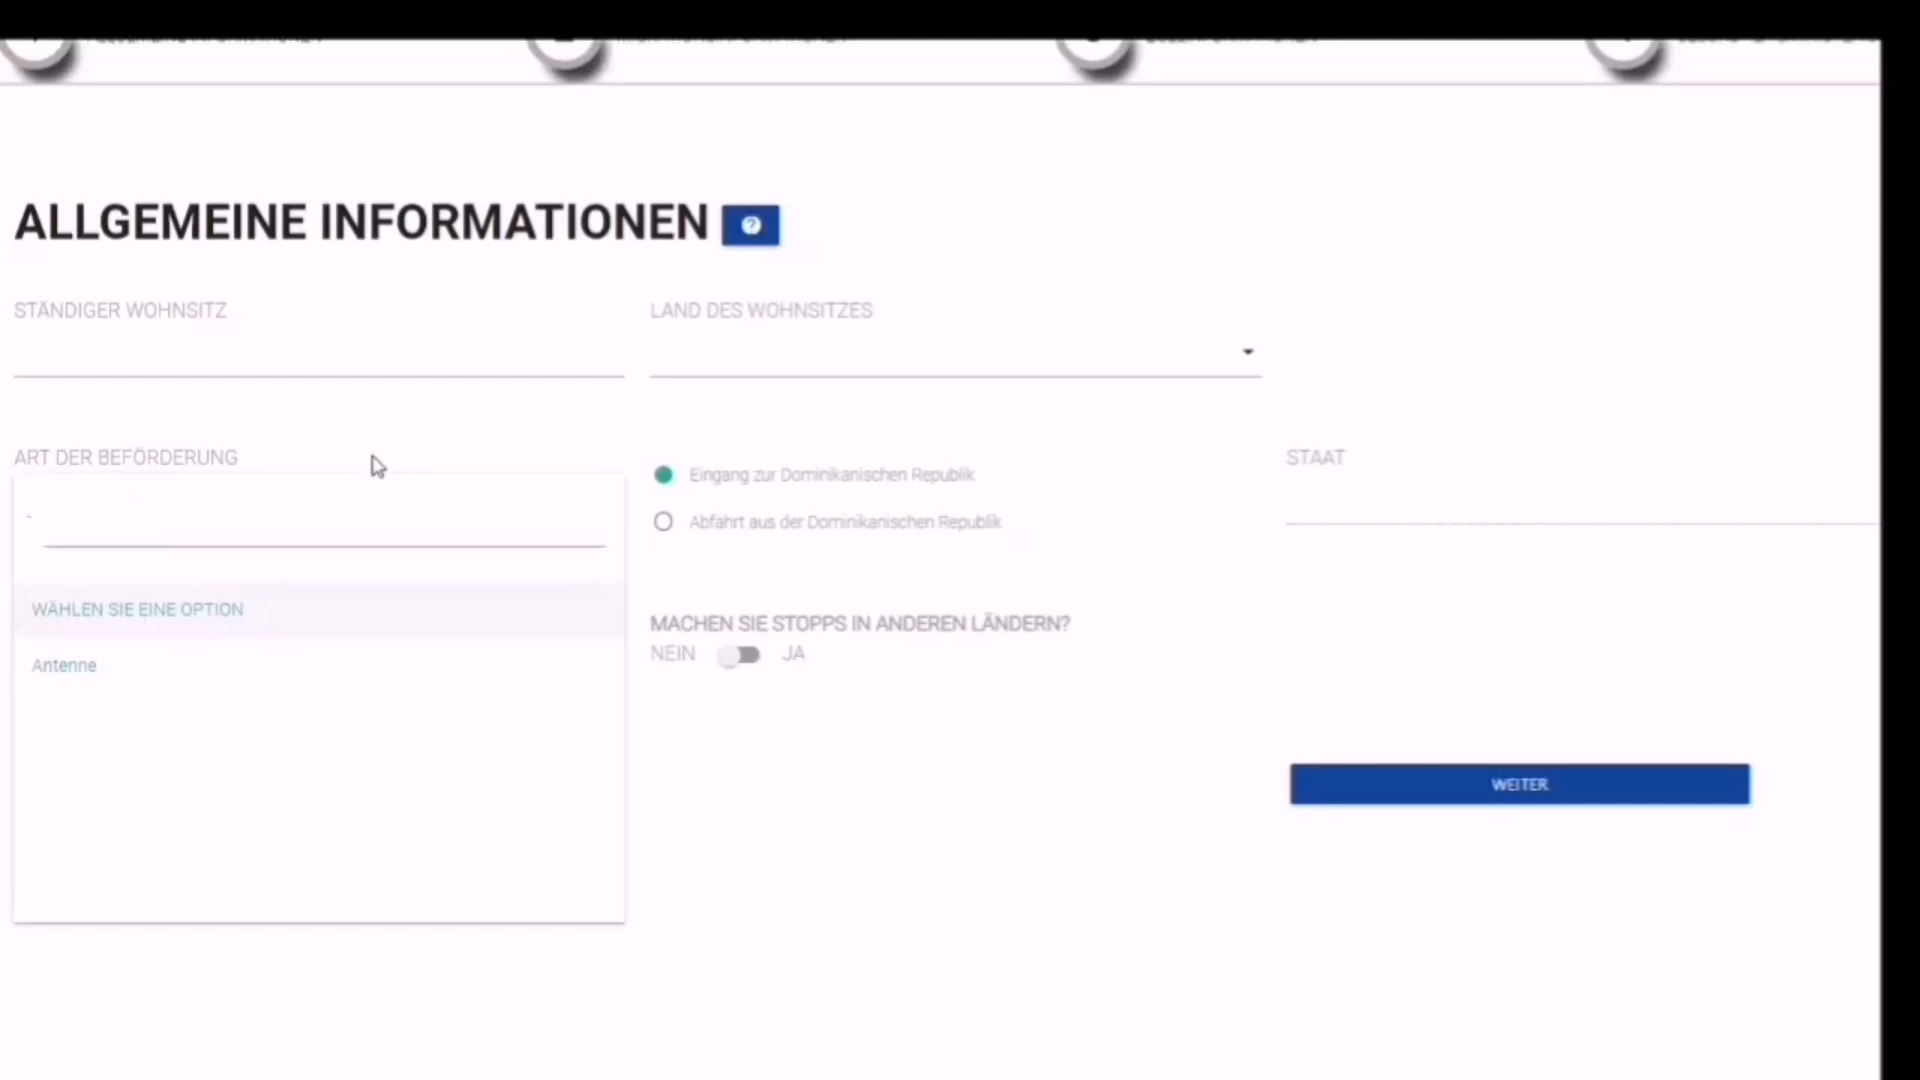 ALLGEMEINE INFORMATIONEN
STÄNDIGER WOHNSITZ
LAND DES WOHNSITZES
ART DER BEFÖRDERUNG
Eingang zur Dominikanischen Republik
Abfahrt aus der Dominikanischen Republik
STAAT
-
WÄHLEN SIE EINE OPTION
Antenne
MACHEN SIE STOPPS IN ANDEREN LÄNDERN?
NEIN JA
WEITER